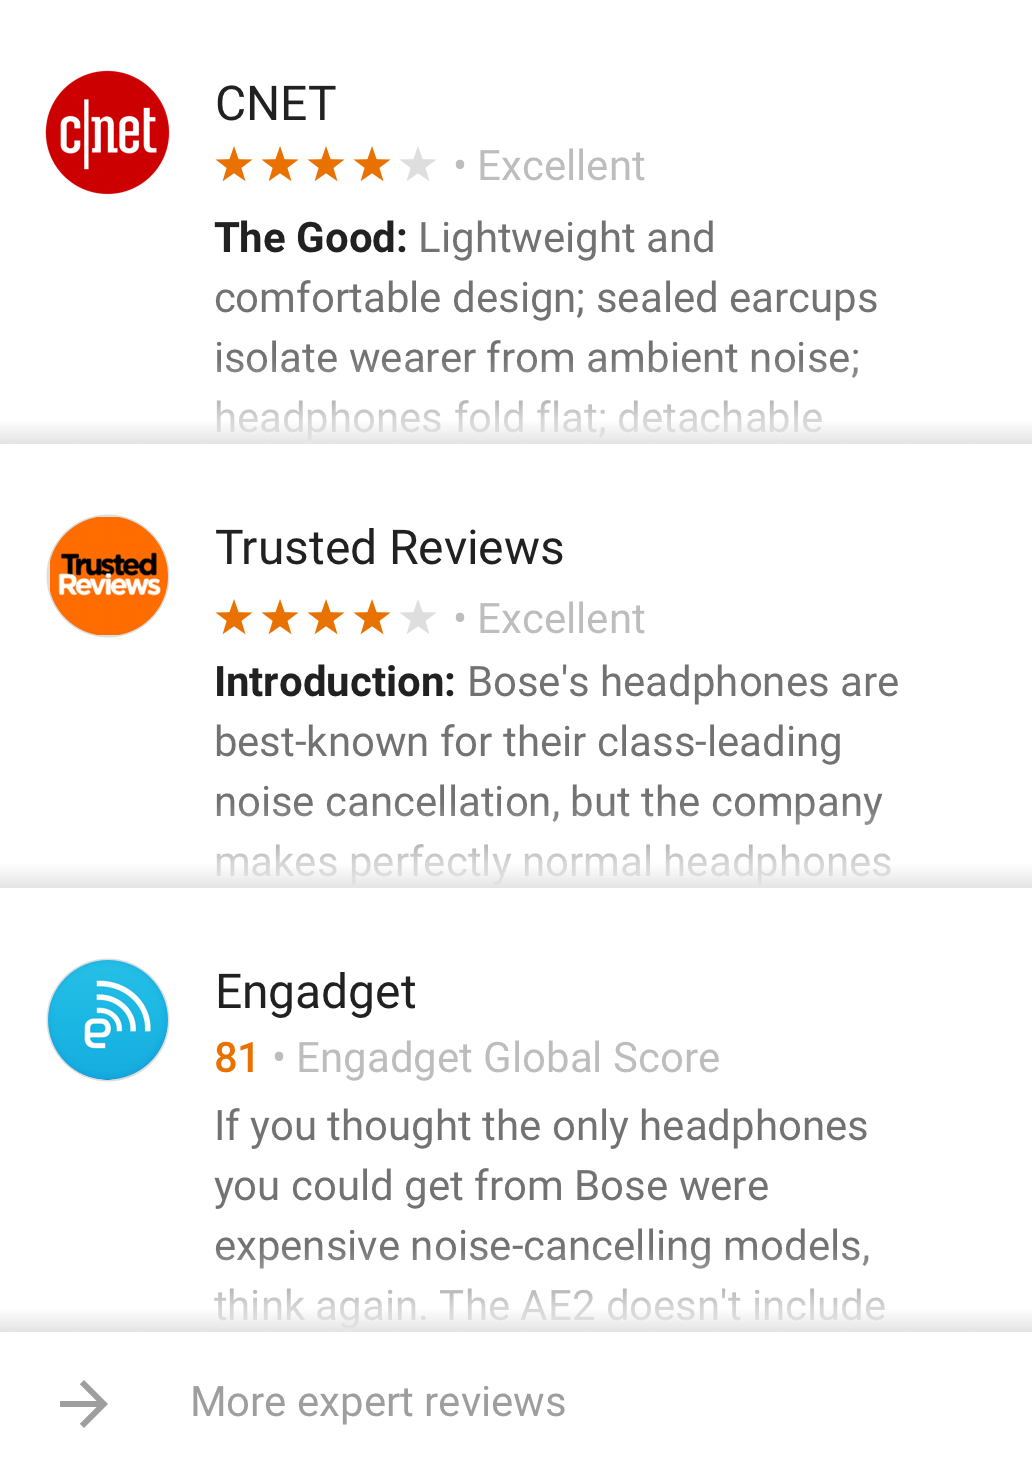 c|net
CNET
• Excellent
The Good: Lightweight and
comfortable design; sealed earcups
isolate wearer from ambient noise;
headphones fold flat; detachable
Trusted
Reviews
Trusted Reviews
• Excellent
Introduction: Bose's headphones are
best-known for their class-leading
noise cancellation, but the company
makes perfectly normal headphones
e
Engadget
81 • Engadget Global Score
If you thought the only headphones
you could get from Bose were
expensive noise-cancelling models,
think again. The AE2 doesn't include
More expert reviews